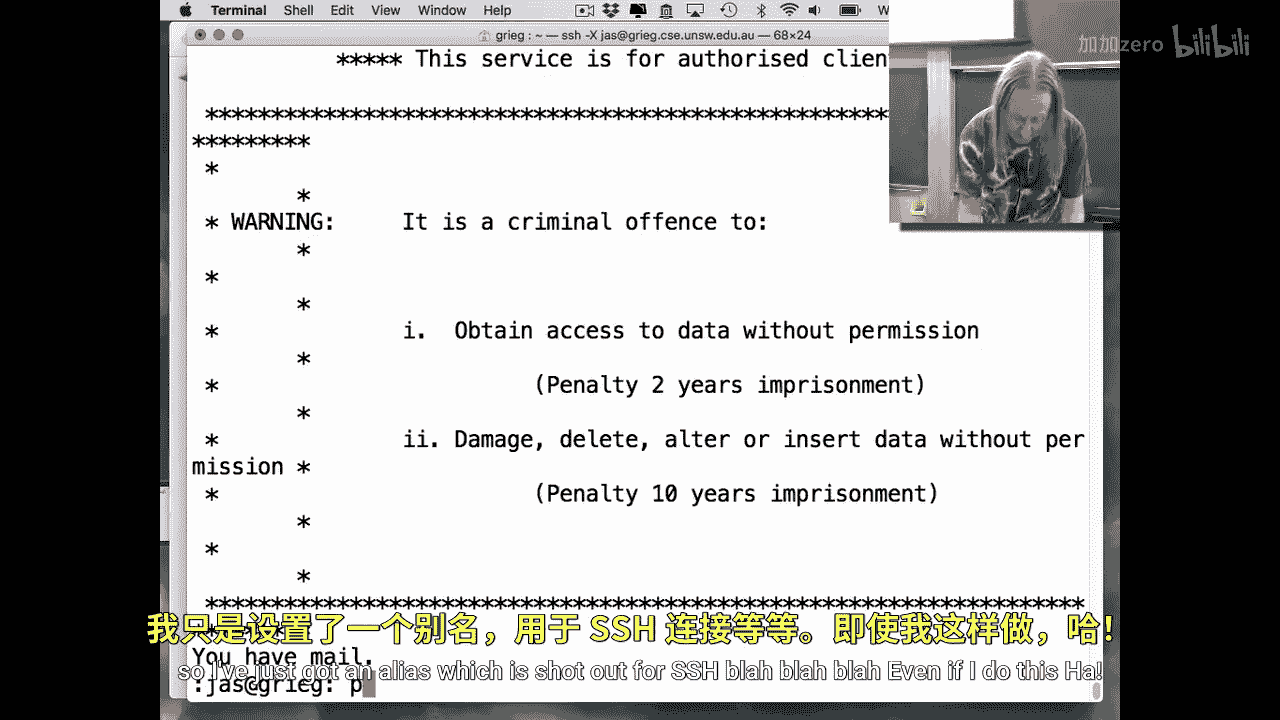 Terminal Shell Edit View Window Help W
grieg : ~ — ssh -X jas@grieg.cse.unsw.edu.au — 68×24
加加zero bilibili
***** This service is for authorised clien
*************************************************************
*********
*
*
* WARNING: It is a criminal offence to:
*
*
*
* i. Obtain access to data without permission
*
* (Penalty 2 years imprisonment)
*
* ii. Damage, delete, alter or insert data without per
mission *
* (Penalty 10 years imprisonment)
*
*
*
*******************************************************************
我只是设置了一个别名，用于 SSH 连接等等。即使我这样做，哈！
You have mail.
so I've just got an alias which is shot out for SSH blah blah blah Even if I do this Ha!
:jas@grieg: p